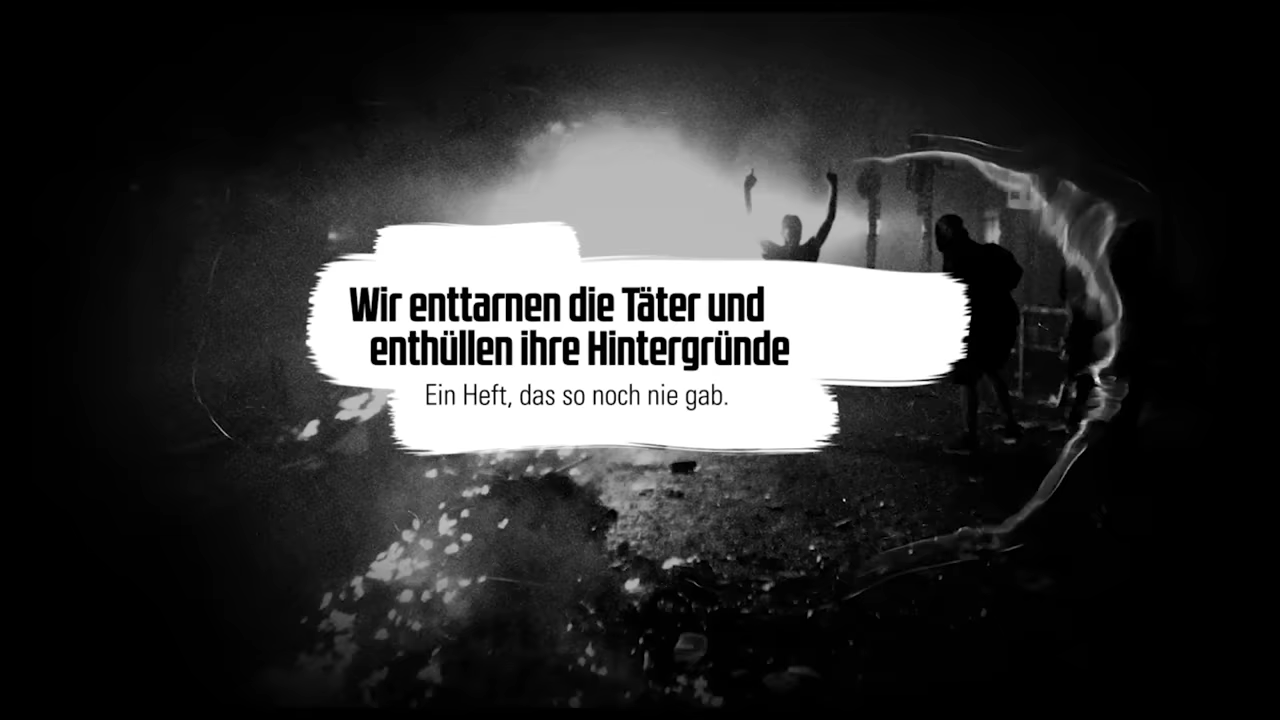 Wir enttarnen die Täter und
enthüllen ihre Hintergründe
Ein Heft, das so noch nie gab.